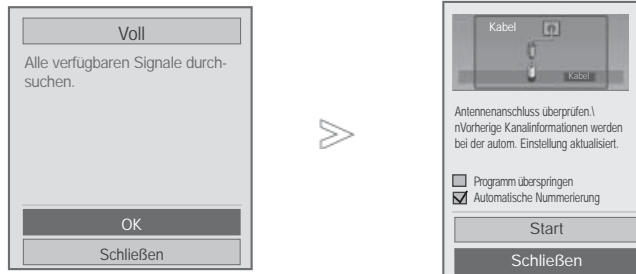 Voll
Alle verfügbaren Signale durch-
suchen.
OK
Schließen
Kabel
Kabel
Antennenanschluss überprüfen.\
nVorherige Kanalinformationen werden
bei der autom. Einstellung aktualisiert.
Programm überspringen
Automatische Nummerierung
Start
Schließen